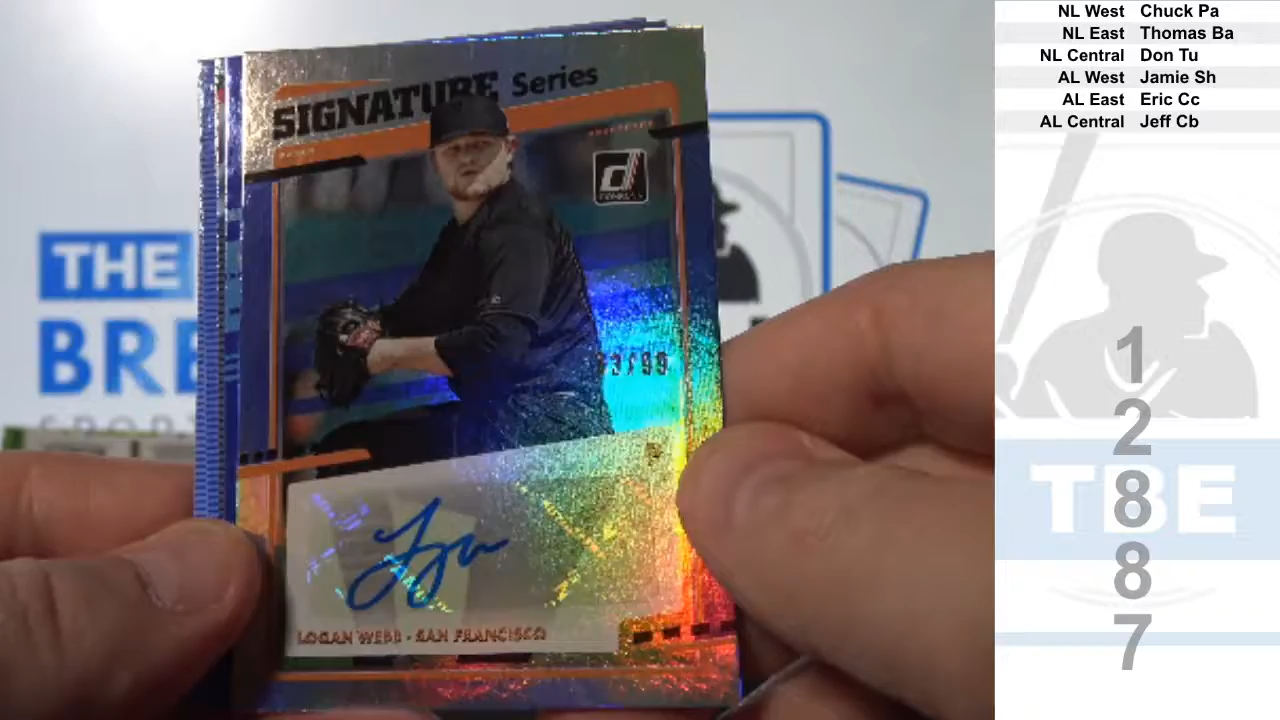 SIGNATURE Series
THE
BRE
LOGAN WEBB - SAN FRANCISCO
NL West Chuck Pa
NL East Thomas Ba
NL Central Don Tu
AL West Jamie Sh
AL East Eric Cc
AL Central Jeff Cb
TBE
1
2
8
8
7